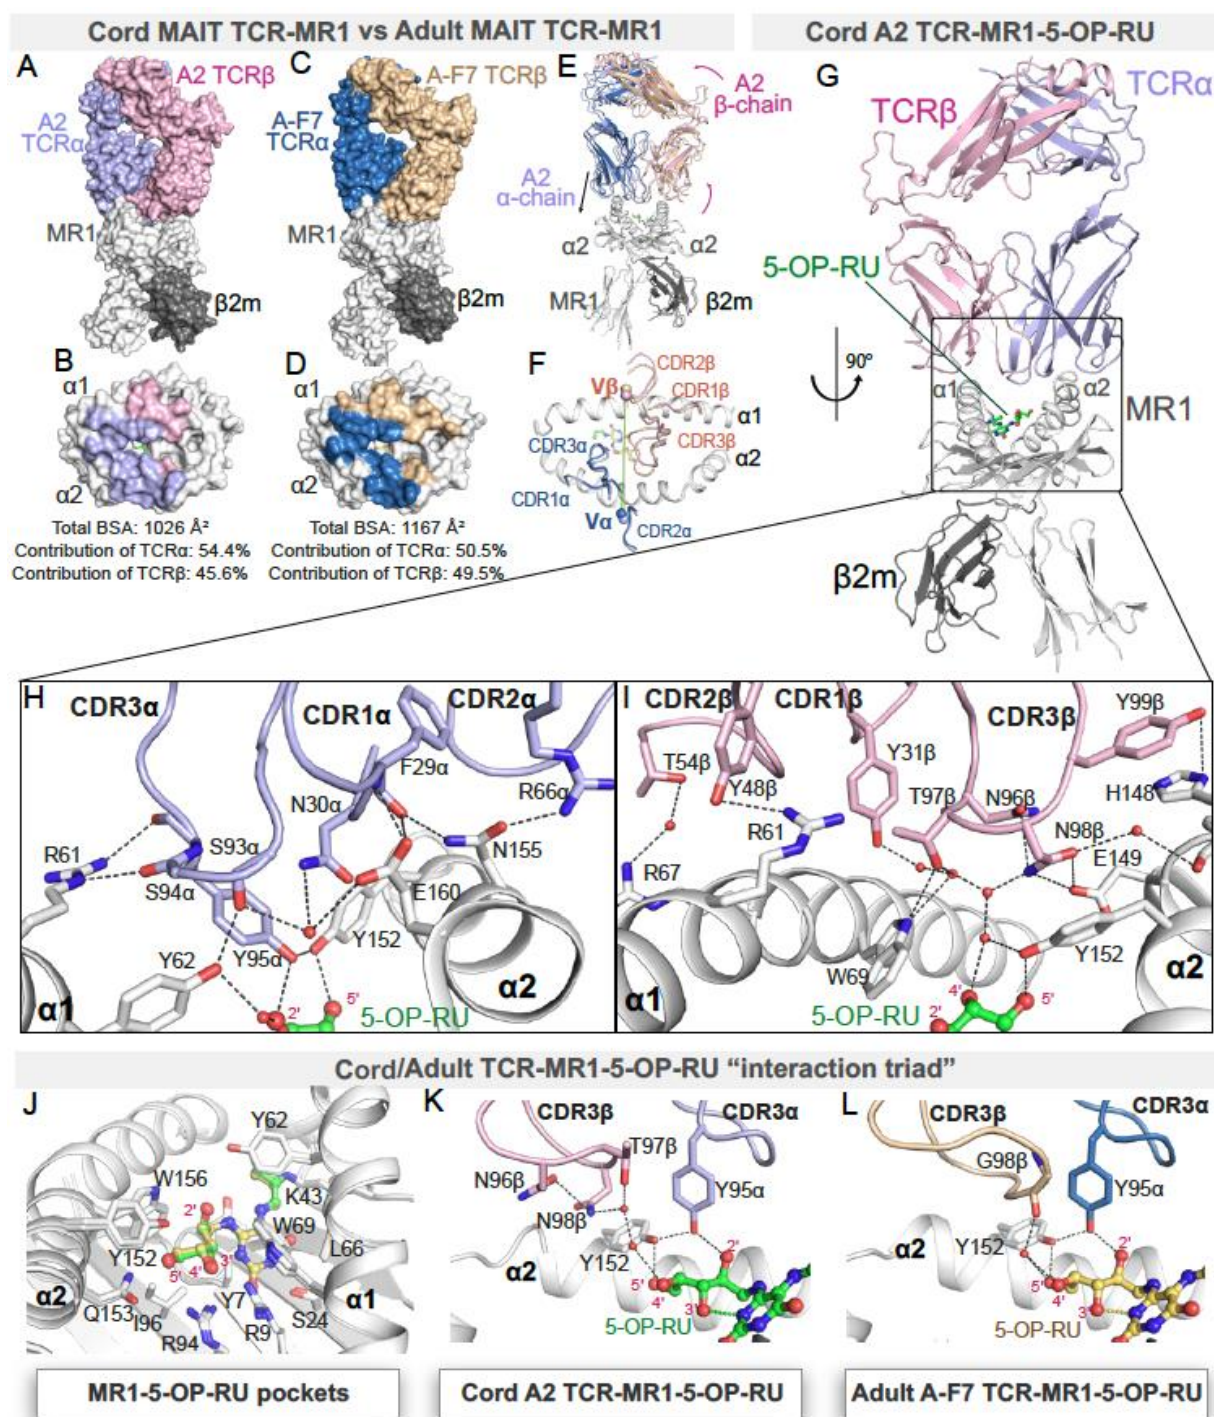 Cord MAIT TCR-MR1 vs Adult MAIT TCR-MR1
Cord A2 TCR-MR1-5-OP-RU
A
A2 TCRβ
A2
TCRα
MR1
β2m
B
α1
α2
Total BSA: 1026 Å²
Contribution of TCRα: 54.4%
Contribution of TCRβ: 45.6%
C
A-F7 TCRβ
A-F7
TCRα
MR1
β2m
D
α1
α2
Total BSA: 1167 Å²
Contribution of TCRα: 50.5%
Contribution of TCRβ: 49.5%
E
A2
β-chain
A2
α-chain
α2
α2
MR1
β2m
F
CDR2β
Vβ
CDR1β
α1
CDR3α
CDR3β
α2
CDR1α
Vα
CDR2α
G
TCRα
TCRβ
5-OP-RU
90°
α1
α2
MR1
β2m
H
CDR3α
CDR1α
CDR2α
F29α
N30α
R66α
R61
S93α
N155
S94α
E160
Y95α
Y152
Y62
α1
α2
2'
5'
5-OP-RU
I
CDR2β
CDR1β
CDR3β
Y99β
T54β
Y31β
Y48β
T97β
N96β
H148
R61
N98β
R67
E149
W69
Y152
α1
α2
4'
5'
2'
5-OP-RU
Cord/Adult TCR-MR1-5-OP-RU “interaction triad”
J
Y62
W156
K43
2'
W69
L66
Y152
5'
4'
3'
α2
α1
Q153
I96
Y7
S24
R94
R9
MR1-5-OP-RU pockets
K
CDR3β
CDR3α
T97β
N96β
Y95α
N98β
Y152
α2
2'
5'
4'
3'
5-OP-RU
Cord A2 TCR-MR1-5-OP-RU
L
CDR3β
CDR3α
G98β
Y95α
α2
Y152
2'
5'
4'
3'
5-OP-RU
Adult A-F7 TCR-MR1-5-OP-RU